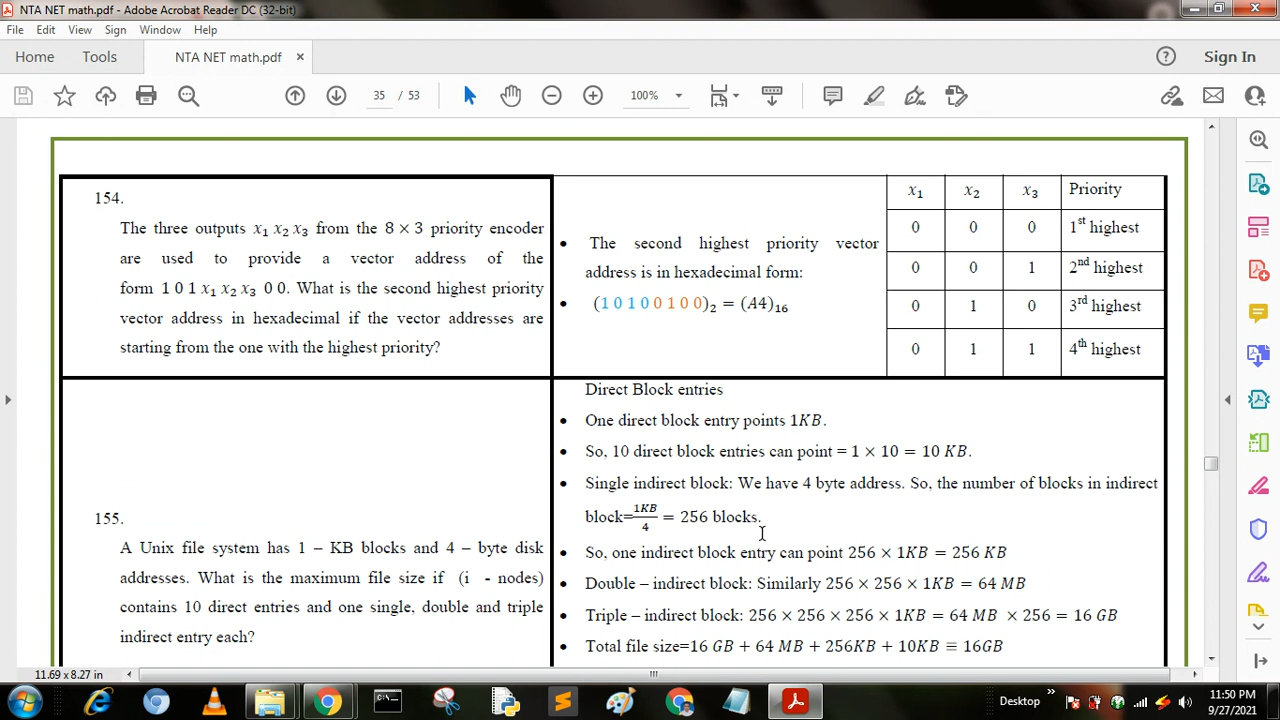 NTA NET math.pdf - Adobe Acrobat Reader DC (32-bit)
File Edit View Sign Window Help
Home Tools NTA NET math.pdf × Sign In
35 / 53 100%
154.
The three outputs x₁ x₂ x₃ from the 8 × 3 priority encoder
are used to provide a vector address of the
form 1 0 1 x₁ x₂ x₃ 0 0. What is the second highest priority
vector address in hexadecimal if the vector addresses are
starting from the one with the highest priority?
• The second highest priority vector
address is in hexadecimal form:
• (1 0 1 0 0 1 0 0)₂ = (A4)₁₆
x₁ x₂ x₃ Priority
0 0 0 1st highest
0 0 1 2nd highest
0 1 0 3rd highest
0 1 1 4th highest
155.
A Unix file system has 1 – KB blocks and 4 – byte disk
addresses. What is the maximum file size if (i - nodes)
contains 10 direct entries and one single, double and triple
indirect entry each?
Direct Block entries
• One direct block entry points 1KB.
• So, 10 direct block entries can point = 1 × 10 = 10 KB.
• Single indirect block: We have 4 byte address. So, the number of blocks in indirect
block=1KB/4 = 256 blocks.
• So, one indirect block entry can point 256 × 1KB = 256 KB
• Double – indirect block: Similarly 256 × 256 × 1KB = 64 MB
• Triple – indirect block: 256 × 256 × 256 × 1KB = 64 MB × 256 = 16 GB
• Total file size=16 GB + 64 MB + 256KB + 10KB = 16GB
11.69 x 8.27 in
Desktop » 11:50 PM
9/27/2021